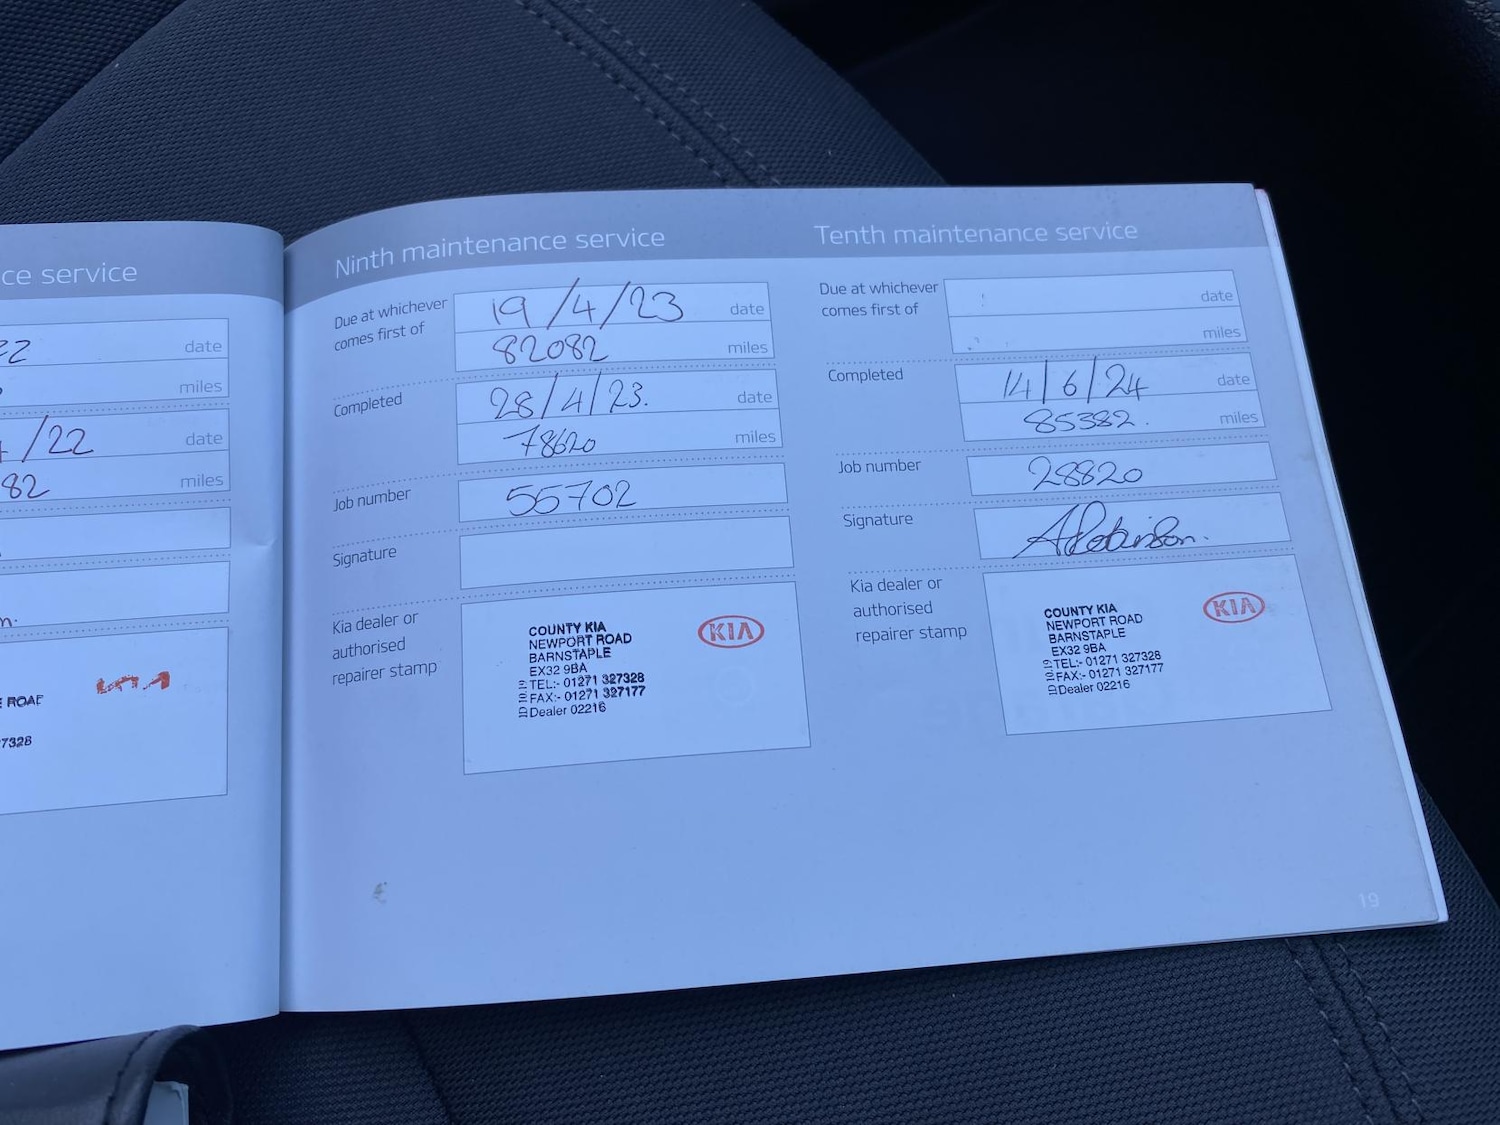 ce service
date
miles
/22
date
82
miles
E ROAD
27328
Ninth maintenance service
Due at whichever
comes first of
19/4/23
date
82082
miles
Completed
28/4/23.
date
78620
miles
Job number
55702
Signature
Kia dealer or
authorised
repairer stamp
COUNTY KIA
NEWPORT ROAD
BARNSTAPLE
EX32 9BA
TEL:- 01271 327328
FAX:- 01271 327177
Dealer 02216
KIA
Tenth maintenance service
Due at whichever
comes first of
date
miles
Completed
14/6/24
date
85382.
miles
Job number
28820
Signature
A Robinson.
Kia dealer or
authorised
repairer stamp
COUNTY KIA
NEWPORT ROAD
BARNSTAPLE
EX32 9BA
TEL:- 01271 327328
FAX:- 01271 327177
Dealer 02216
KIA
19